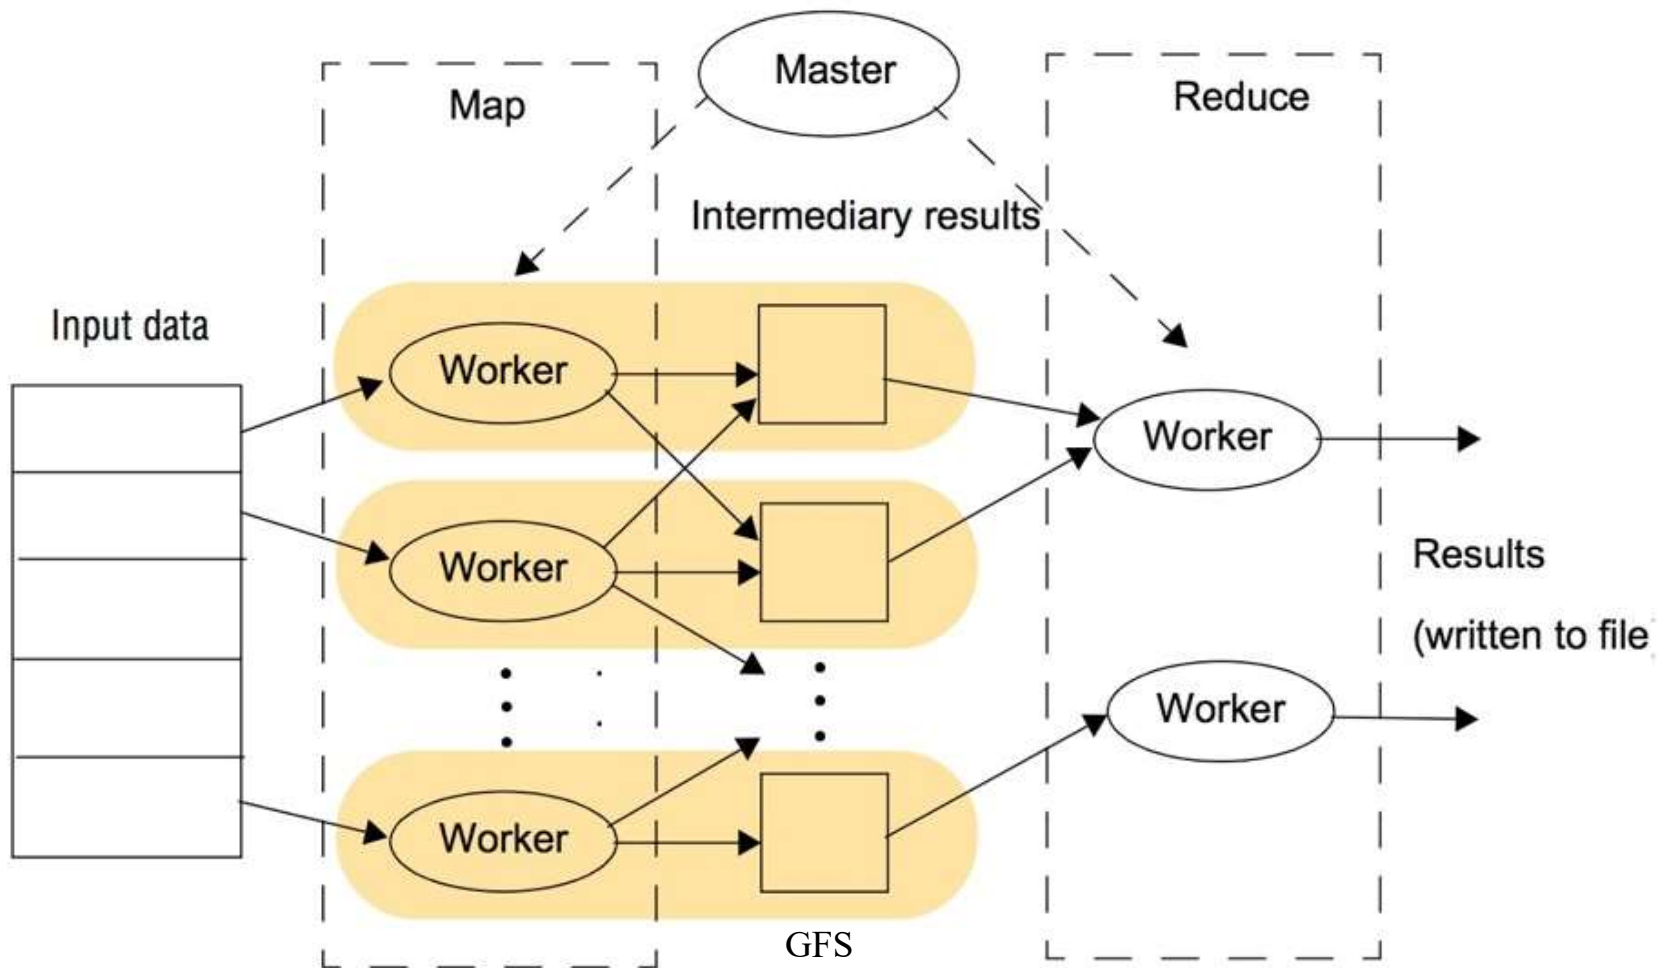 Master
Map
Reduce
Intermediary results
Input data
Worker
Worker
Worker
Worker
Worker
Results
(written to file
GFS